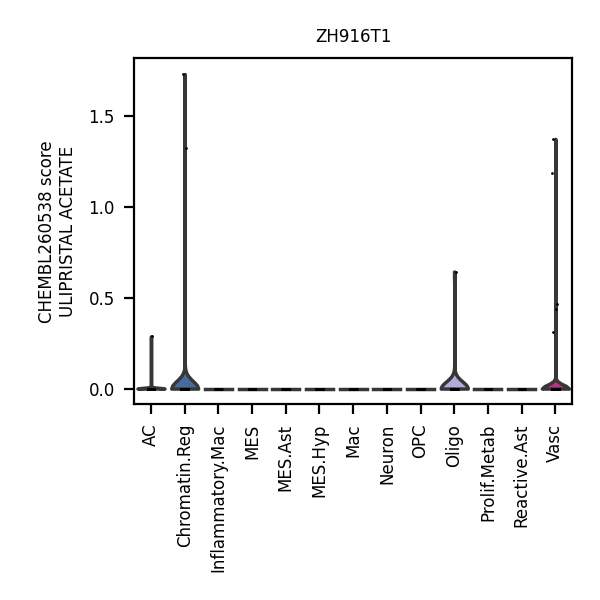 ZH916T1
CHEMBL260538 score
ULIPRISTAL ACETATE
1.5
1.0
0.5
0.0
AC
Chromatin.Reg
Inflammatory.Mac
MES
MES.Ast
MES.Hyp
Mac
Neuron
OPC
Oligo
Prolif.Metab
Reactive.Ast
Vasc